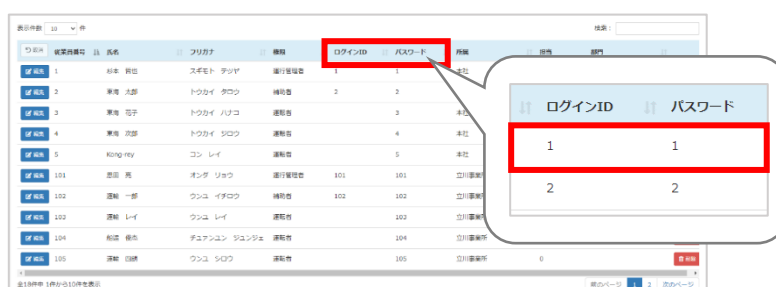 表示件数 10 件 検索：
取消 従業員番号 氏名 フリガナ 種類 ログインID パスワード 所属 担当 部門
編集 1 杉本 哲也 スギモト テツヤ 運行管理者 1 1 本社
編集 2 東海 太郎 トウカイ タロウ 補助者 2 2
編集 3 東海 花子 トウカイ ハナコ 運転者 3 本社
編集 4 東海 次郎 トウカイ ジロウ 運転者 4 本社
編集 5 Kong-rey コン レイ 運転者 5 本社
編集 101 恩田 亮 オンダ リョウ 運行管理者 101 101 立川事業所
編集 102 運輸 一郎 ウンユ イチロウ 補助者 102 102 立川事業所
編集 103 運輸 レイ ウンユ レイ 運転者 103 立川事業所
編集 104 チュアンユン ジュンジェ 運転者 104 立川事業所
編集 105 運輸 四郎 ウンユ シロウ 運転者 105 立川事業所 0 削除
全18件中 1件から10件を表示 前のページ 1 2 次のページ
ログインID パスワード
1 1
2 2